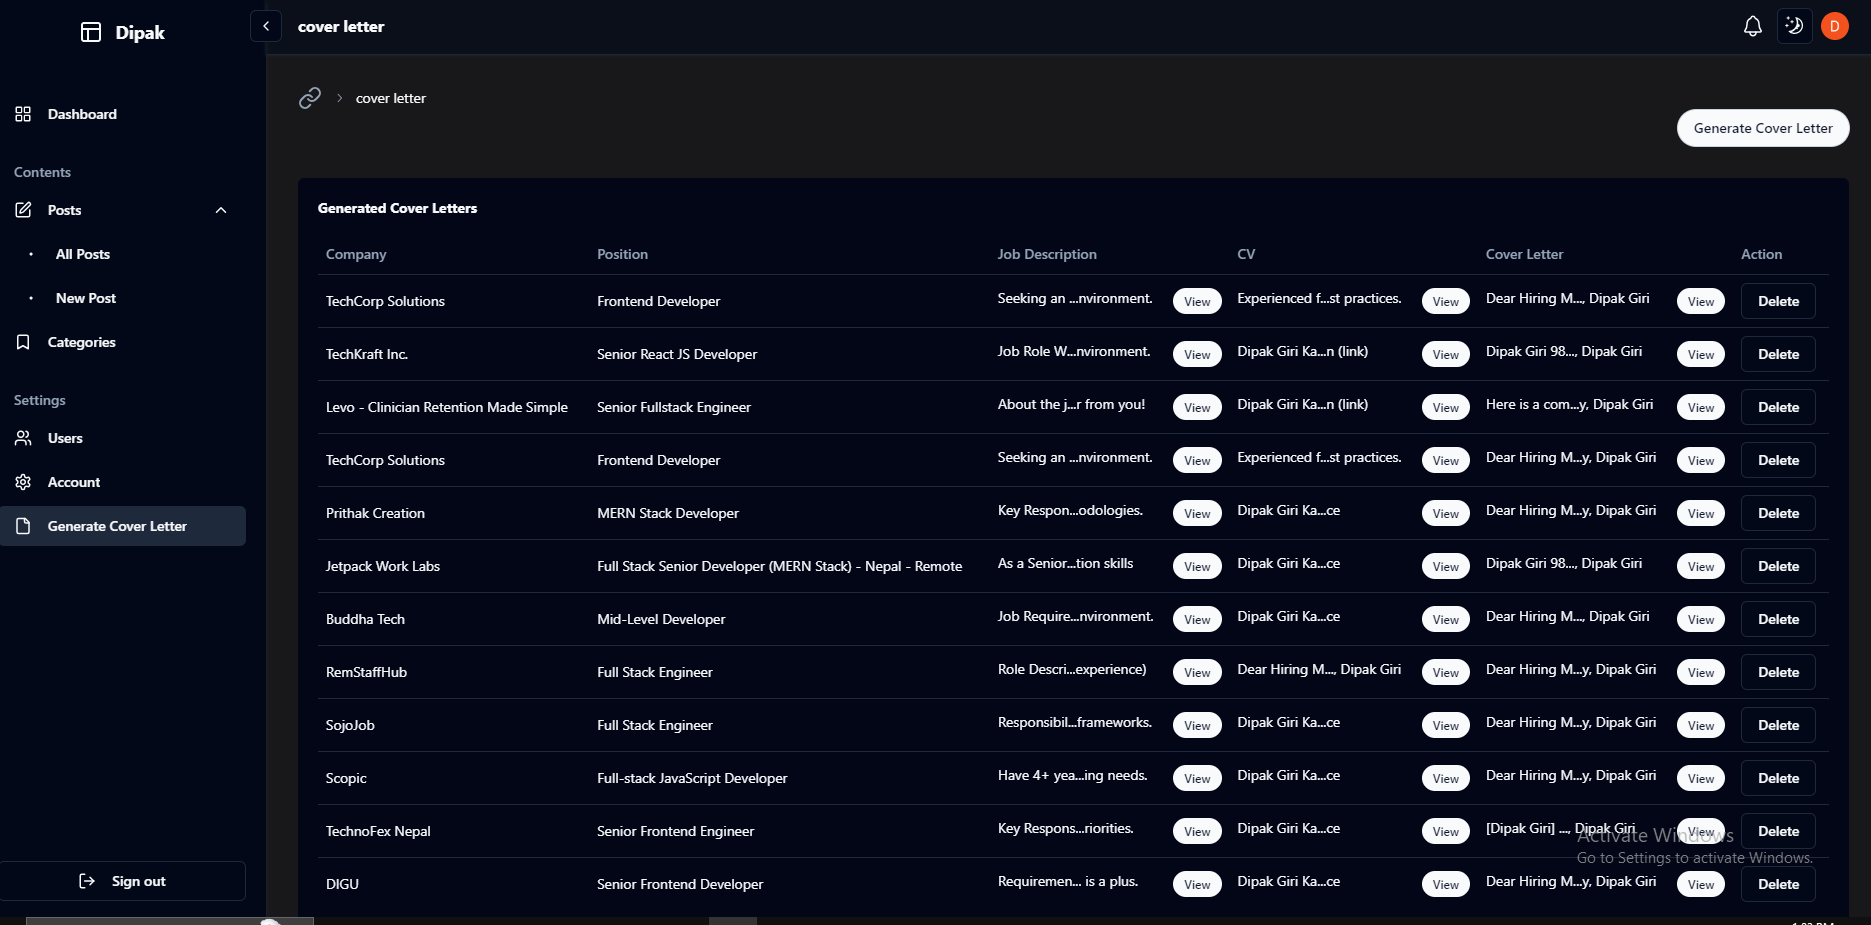 Dipak
cover letter
D
Dashboard
Contents
Posts
All Posts
New Post
Categories
Settings
Users
Account
Generate Cover Letter
Sign out
cover letter
Generate Cover Letter
Generated Cover Letters
Company Position Job Description CV Cover Letter Action
TechCorp Solutions Frontend Developer Seeking an ...nvironment. View Experienced f...st practices. View Dear Hiring M..., Dipak Giri View Delete
TechKraft Inc. Senior React JS Developer Job Role W...nvironment. View Dipak Giri Ka...n (link) View Dipak Giri 98..., Dipak Giri View Delete
Levo - Clinician Retention Made Simple Senior Fullstack Engineer About the j...r from you! View Dipak Giri Ka...n (link) View Here is a com...y, Dipak Giri View Delete
TechCorp Solutions Frontend Developer Seeking an ...nvironment. View Experienced f...st practices. View Dear Hiring M...y, Dipak Giri View Delete
Prithak Creation MERN Stack Developer Key Respon...odologies. View Dipak Giri Ka...ce View Dear Hiring M...y, Dipak Giri View Delete
Jetpack Work Labs Full Stack Senior Developer (MERN Stack) - Nepal - Remote As a Senior...tion skills View Dipak Giri Ka...ce View Dipak Giri 98..., Dipak Giri View Delete
Buddha Tech Mid-Level Developer Job Require...nvironment. View Dipak Giri Ka...ce View Dear Hiring M..., Dipak Giri View Delete
RemStaffHub Full Stack Engineer Role Descri...experience) View Dear Hiring M..., Dipak Giri View Dear Hiring M...y, Dipak Giri View Delete
SojoJob Full Stack Engineer Responsibil...frameworks. View Dipak Giri Ka...ce View Dear Hiring M...y, Dipak Giri View Delete
Scopic Full-stack JavaScript Developer Have 4+ yea...ing needs. View Dipak Giri Ka...ce View Dear Hiring M...y, Dipak Giri View Delete
TechnoFex Nepal Senior Frontend Engineer Key Respons...riorities. View Dipak Giri Ka...ce View [Dipak Giri] ..., Dipak Giri View Delete
DIGU Senior Frontend Developer Requiremen... is a plus. View Dipak Giri Ka...ce View Dear Hiring M...y, Dipak Giri View Delete
Activate Windows
Go to Settings to activate Windows.